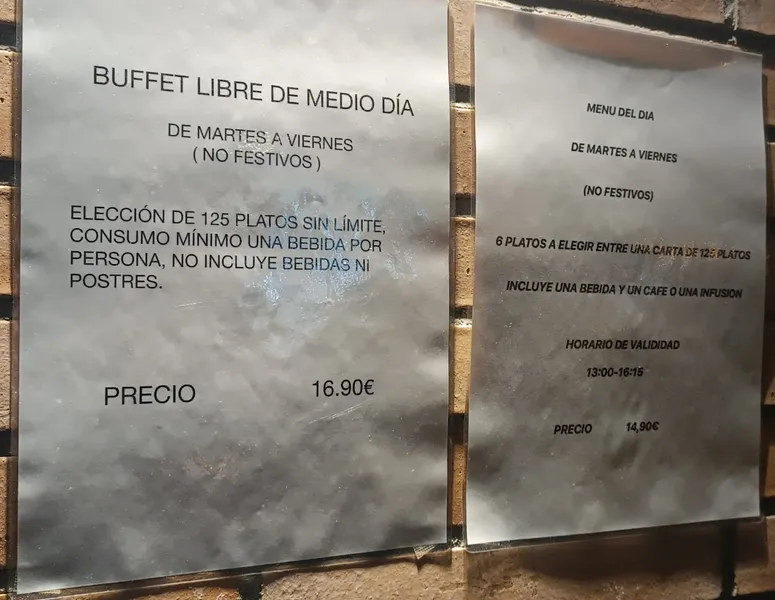 BUFFET LIBRE DE MEDIO DÍA
DE MARTES A VIERNES
( NO FESTIVOS )
ELECCIÓN DE 125 PLATOS SIN LÍMITE,
CONSUMO MÍNIMO UNA BEBIDA POR
PERSONA, NO INCLUYE BEBIDAS NI
POSTRES.
PRECIO 16.90€
MENU DEL DIA
DE MARTES A VIERNES
(NO FESTIVOS)
6 PLATOS A ELEGIR ENTRE UNA CARTA DE 125 PLATOS
INCLUYE UNA BEBIDA Y UN CAFE O UNA INFUSION
HORARIO DE VALIDIDAD
13:00-16:15
PRECIO 14,90€